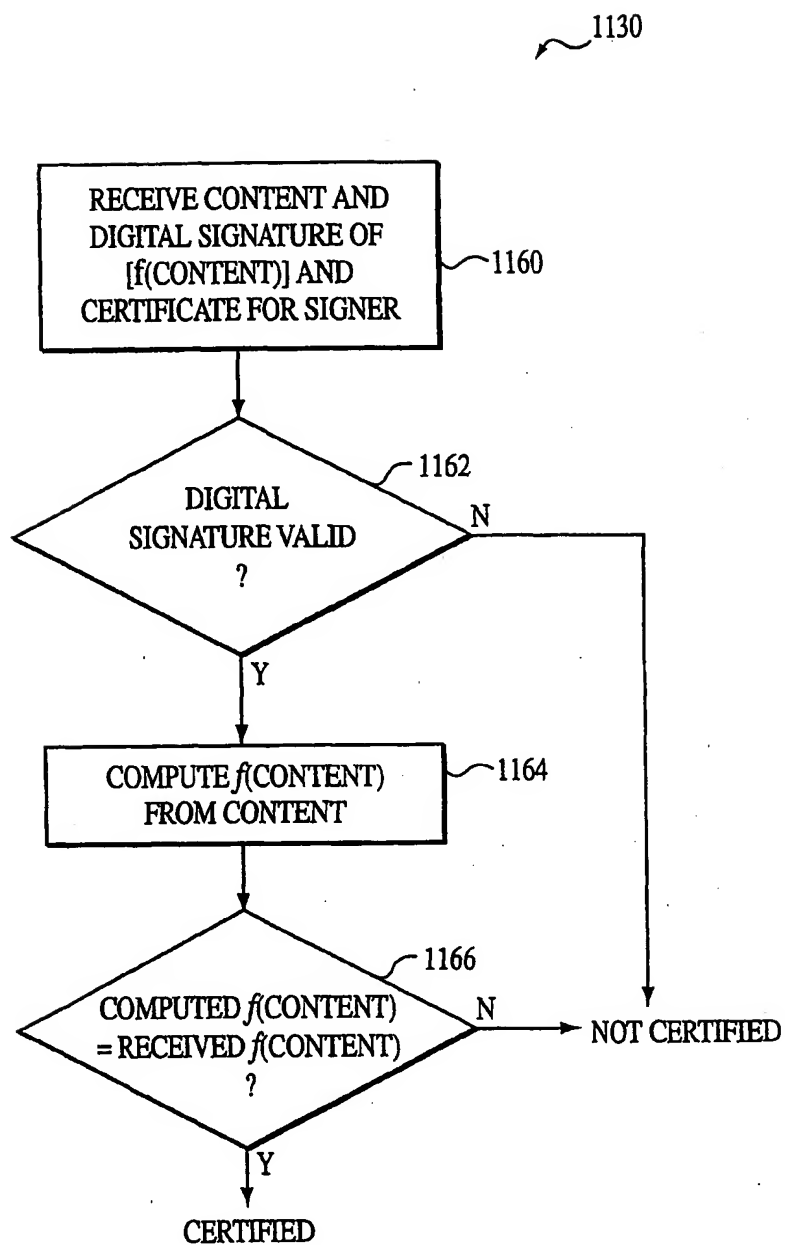 1130
RECEIVE CONTENT AND
DIGITAL SIGNATURE OF
[f(CONTENT)] AND
CERTIFICATE FOR SIGNER
1160
1162
DIGITAL
SIGNATURE VALID
?
N
Y
COMPUTE f(CONTENT)
FROM CONTENT
1164
1166
COMPUTED f(CONTENT)
= RECEIVED f(CONTENT)
?
N
NOT CERTIFIED
Y
CERTIFIED